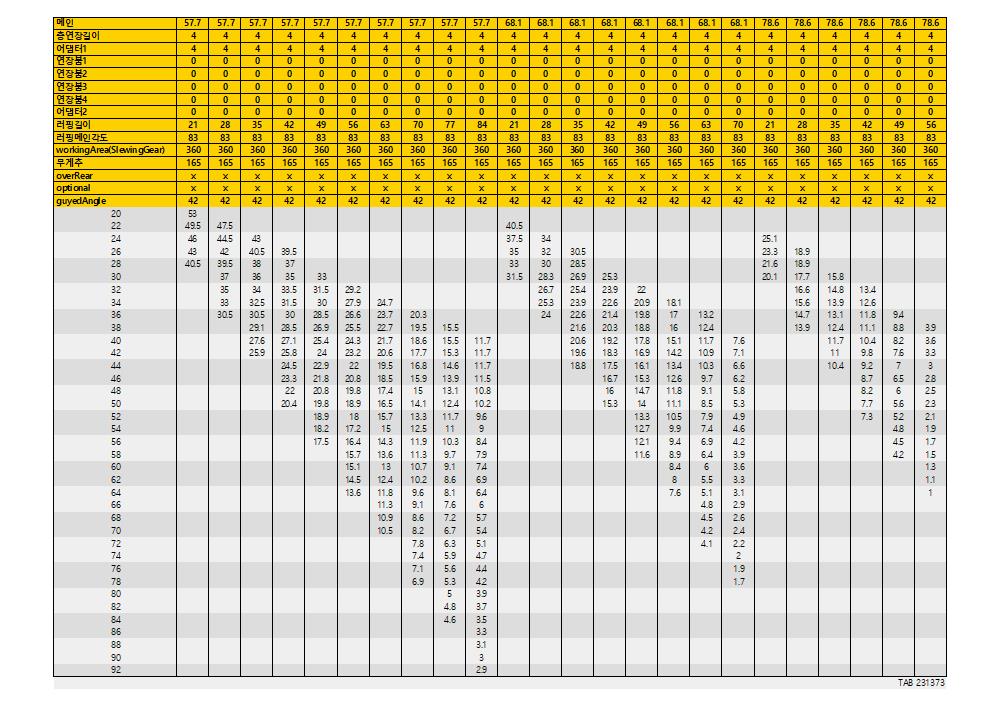 메인 57.7 57.7 57.7 57.7 57.7 57.7 57.7 57.7 57.7 57.7 68.1 68.1 68.1 68.1 68.1 68.1 68.1 68.1 78.6 78.6 78.6 78.6 78.6 78.6
총연장길이 4 4 4 4 4 4 4 4 4 4 4 4 4 4 4 4 4 4 4 4 4 4 4 4
어댑터1 4 4 4 4 4 4 4 4 4 4 4 4 4 4 4 4 4 4 4 4 4 4 4 4
연장붐1 0 0 0 0 0 0 0 0 0 0 0 0 0 0 0 0 0 0 0 0 0 0 0 0
연장붐2 0 0 0 0 0 0 0 0 0 0 0 0 0 0 0 0 0 0 0 0 0 0 0 0
연장붐3 0 0 0 0 0 0 0 0 0 0 0 0 0 0 0 0 0 0 0 0 0 0 0 0
연장붐4 0 0 0 0 0 0 0 0 0 0 0 0 0 0 0 0 0 0 0 0 0 0 0 0
어댑터2 0 0 0 0 0 0 0 0 0 0 0 0 0 0 0 0 0 0 0 0 0 0 0 0
러핑길이 21 28 35 42 49 56 63 70 77 84 21 28 35 42 49 56 63 70 21 28 35 42 49 56
러핑메인각도 83 83 83 83 83 83 83 83 83 83 83 83 83 83 83 83 83 83 83 83 83 83 83 83
workingArea(SlewingGear) 360 360 360 360 360 360 360 360 360 360 360 360 360 360 360 360 360 360 360 360 360 360 360 360
무게추 165 165 165 165 165 165 165 165 165 165 165 165 165 165 165 165 165 165 165 165 165 165 165 165
overRear x x x x x x x x x x x x x x x x x x x x x x x x
optional x x x x x x x x x x x x x x x x x x x x x x x x
guyedAngle 42 42 42 42 42 42 42 42 42 42 42 42 42 42 42 42 42 42 42 42 42 42 42 42
20 53
22 49.5 47.5 40.5
24 46 44.5 43 37.5 34 25.1
26 43 42 40.5 39.5 35 32 30.5 23.3 18.9
28 40.5 39.5 38 37 33 30 28.5 21.6 18.9
30 37 36 35 33 31.5 28.3 26.9 25.3 20.1 17.7 15.8
32 35 34 33.5 31.5 29.2 26.7 25.4 23.9 22 16.6 14.8 13.4
34 33 32.5 31.5 30 27.9 24.7 25.3 23.9 22.6 20.9 18.1 15.6 13.9 12.6
36 30.5 30.5 30 28.5 26.6 23.7 20.3 24 22.6 21.4 19.8 17 13.2 14.7 13.1 11.8 9.4
38 29.1 28.5 26.9 25.5 22.7 19.5 15.5 21.6 20.3 18.8 16 12.4 13.9 12.4 11.1 8.8 3.9
40 27.6 27.1 25.4 24.3 21.7 18.6 15.5 11.7 20.6 19.2 17.8 15.1 11.7 7.6 11.7 10.4 8.2 3.6
42 25.9 25.8 24 23.2 20.6 17.7 15.3 11.7 19.6 18.3 16.9 14.2 10.9 7.1 11 9.8 7.6 3.3
44 24.5 22.9 22 19.5 16.8 14.6 11.7 18.8 17.5 16.1 13.4 10.3 6.6 10.4 9.2 7 3
46 23.3 21.8 20.8 18.5 15.9 13.9 11.5 16.7 15.3 12.6 9.7 6.2 8.7 6.5 2.8
48 22 20.8 19.8 17.4 15 13.1 10.8 16 14.7 11.8 9.1 5.8 8.2 6 2.5
50 20.4 19.8 18.9 16.5 14.1 12.4 10.2 15.3 14 11.1 8.5 5.3 7.7 5.6 2.3
52 18.9 18 15.7 13.3 11.7 9.6 13.3 10.5 7.9 4.9 7.3 5.2 2.1
54 18.2 17.2 15 12.5 11 9 12.7 9.9 7.4 4.6 4.8 1.9
56 17.5 16.4 14.3 11.9 10.3 8.4 12.1 9.4 6.9 4.2 4.5 1.7
58 15.7 13.6 11.3 9.7 7.9 11.6 8.9 6.4 3.9 4.2 1.5
60 15.1 13 10.7 9.1 7.4 8.4 6 3.6 1.3
62 14.5 12.4 10.2 8.6 6.9 8 5.5 3.3 1.1
64 13.6 11.8 9.6 8.1 6.4 7.6 5.1 3.1 1
66 11.3 9.1 7.6 6 4.8 2.9
68 10.9 8.6 7.2 5.7 4.5 2.6
70 10.5 8.2 6.7 5.4 4.2 2.4
72 7.8 6.3 5.1 4.1 2.2
74 7.4 5.9 4.7 2
76 7.1 5.6 4.4 1.9
78 6.9 5.3 4.2 1.7
80 5 3.9
82 4.8 3.7
84 4.6 3.5
86 3.3
88 3.1
90 3
92 2.9
TAB 231373